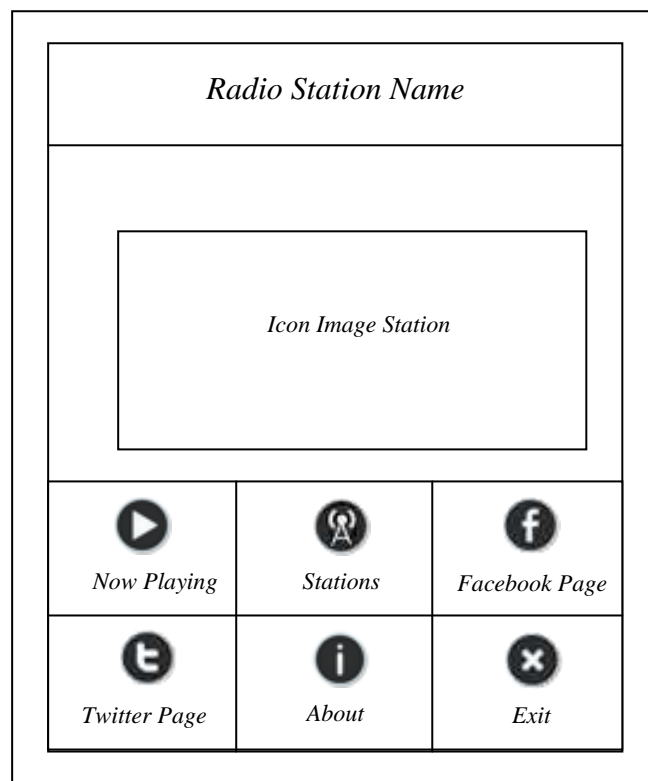 Radio Station Name
Icon Image Station
Now Playing
Stations
Facebook Page
Twitter Page
About
Exit